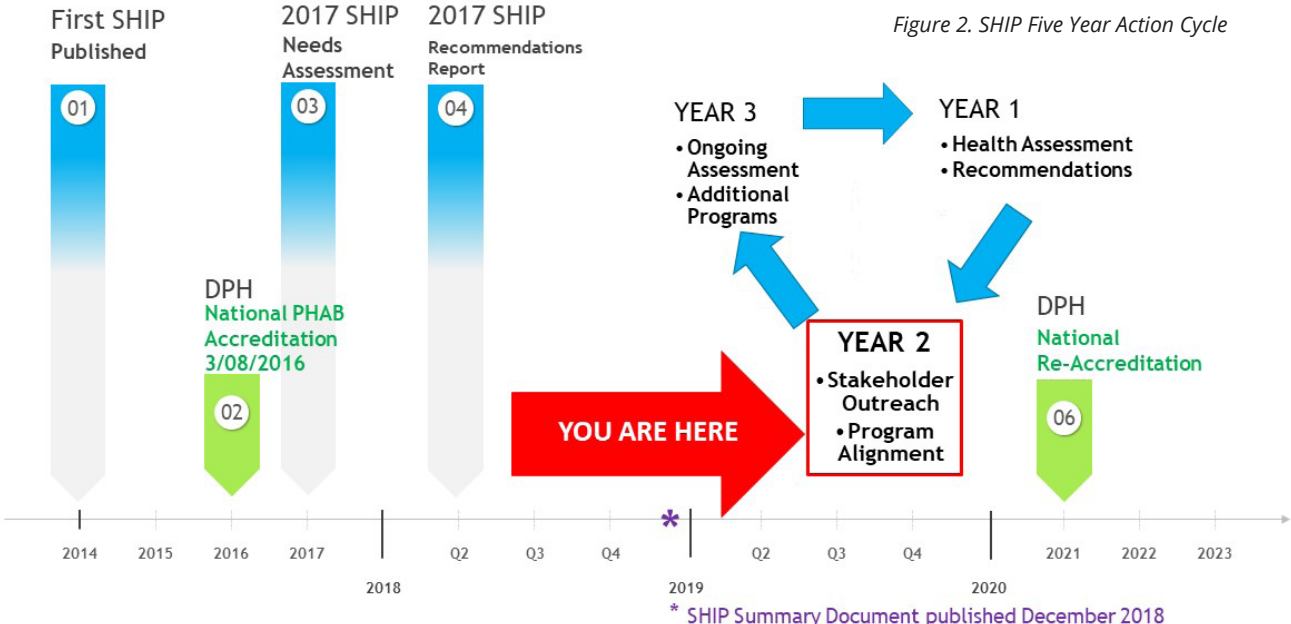 First SHIP
Published
01
2017 SHIP
Needs
Assessment
03
2017 SHIP
Recommendations
Report
04
Figure 2. SHIP Five Year Action Cycle
YEAR 3
• Ongoing
Assessment
• Additional
Programs
YEAR 1
• Health Assessment
• Recommendations
DPH
National PHAB
Accreditation
3/08/2016
02
YOU ARE HERE
YEAR 2
• Stakeholder
Outreach
• Program
Alignment
DPH
National
Re-Accreditation
06
*
2014 2015 2016 2017 Q2 Q3 Q4 Q2 Q3 Q4 2021 2022 2023
2018 2019 2020
* SHIP Summary Document published December 2018